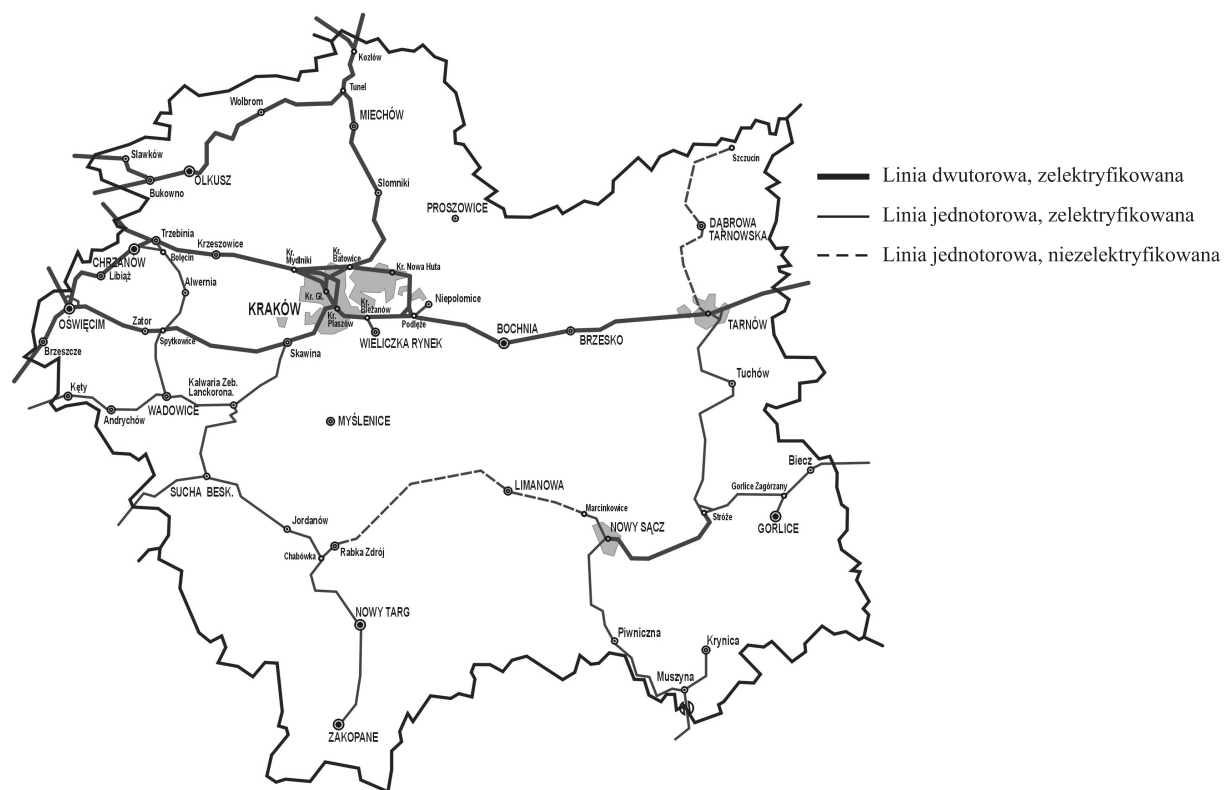 Kozłów
Tunel
Wolbrom
MIECHÓW
Sławków
OLKUSZ
Bukowno
Słomniki
PROSZOWICE
Szczucin
DĄBROWA
TARNOWSKA
Trzebinia
Krzeszowice
Kr.
Mydlniki
Kr.
Batowice
Kr. Nowa Huta
CHRZANÓW
Bolęcin
Libiąż
Alwernia
Kr. Gł.
KRAKÓW
Kr.
Płaszów
Kr.
Bieżanów
Niepołomice
Podłęże
OŚWIĘCIM
Zator
Spytkowice
WIELICZKA RYNEK
BOCHNIA
BRZESKO
TARNÓW
Brzeszcze
Skawina
Kęty
Andrychów
WADOWICE
Kalwaria Zeb.
Lanckorona.
Tuchów
MYŚLENICE
SUCHA BESK.
LIMANOWA
Marcinkowice
Biecz
Gorlice Zagórzany
GORLICE
Stróże
NOWY SĄCZ
Jordanów
Chabówka
Rabka Zdrój
NOWY TARG
Piwniczna
Krynica
Muszyna
ZAKOPANE
Linia dwutorowa, zelektryfikowana
Linia jednotorowa, zelektryfikowana
Linia jednotorowa, niezelektryfikowana